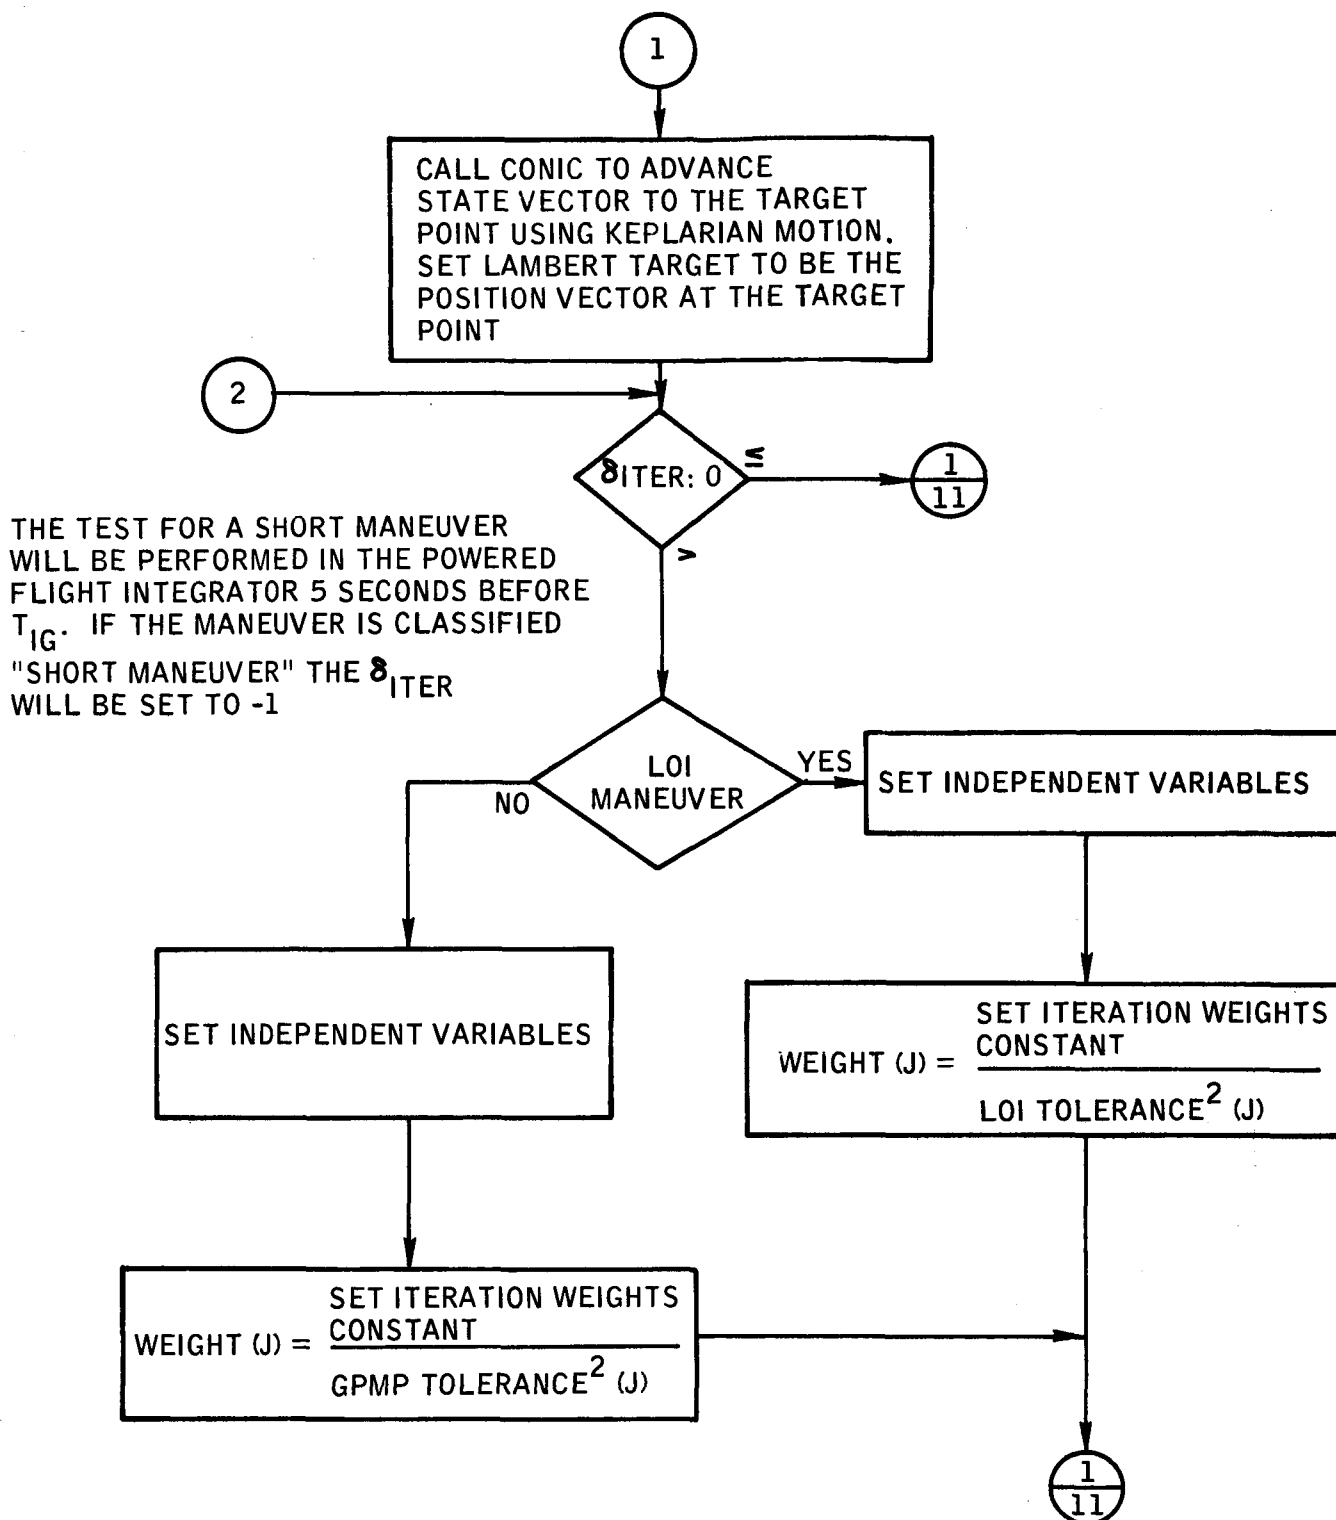 1
CALL CONIC TO ADVANCE
STATE VECTOR TO THE TARGET
POINT USING KEPLARIAN MOTION.
SET LAMBERT TARGET TO BE THE
POSITION VECTOR AT THE TARGET
POINT
2
δITER: 0
≤
1
11
>
THE TEST FOR A SHORT MANEUVER
WILL BE PERFORMED IN THE POWERED
FLIGHT INTEGRATOR 5 SECONDS BEFORE
TIG. IF THE MANEUVER IS CLASSIFIED
"SHORT MANEUVER" THE δITER
WILL BE SET TO -1
LOI
MANEUVER
YES
NO
SET INDEPENDENT VARIABLES
SET INDEPENDENT VARIABLES
SET ITERATION WEIGHTS
WEIGHT (J) = CONSTANT
LOI TOLERANCE² (J)
SET ITERATION WEIGHTS
WEIGHT (J) = CONSTANT
GPMP TOLERANCE² (J)
1
11